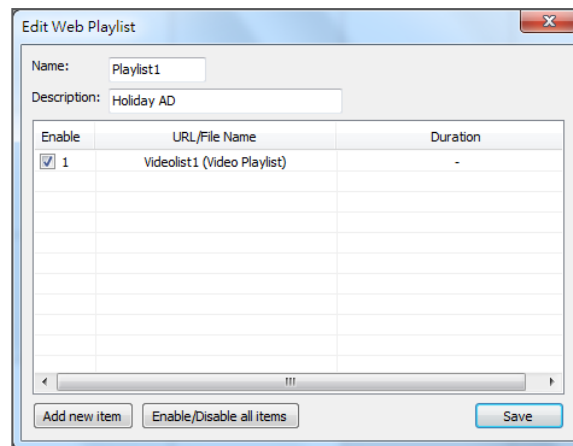 Edit Web Playlist
Name: Playlist1
Description: Holiday AD
Enable URL/File Name Duration
1 Videolist1 (Video Playlist) -
Add new item Enable/Disable all items Save